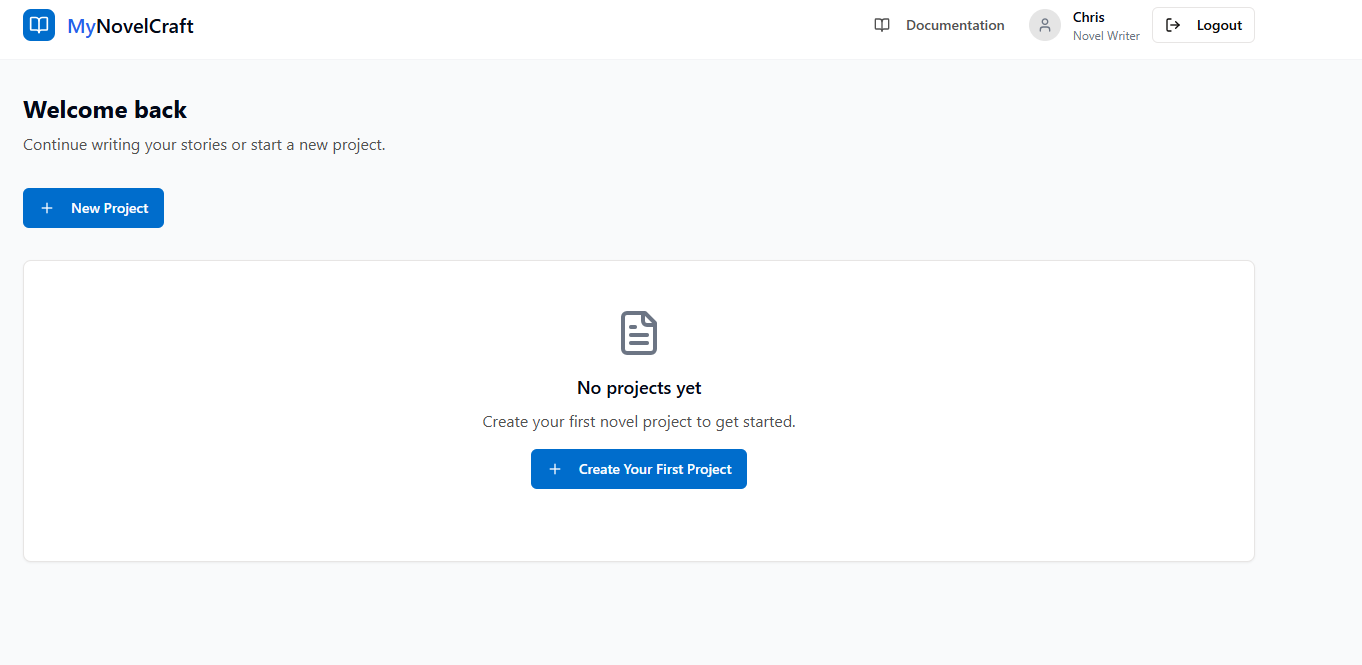 MyNovelCraft
Documentation
Chris
Novel Writer
Logout
Welcome back
Continue writing your stories or start a new project.
New Project
No projects yet
Create your first novel project to get started.
Create Your First Project